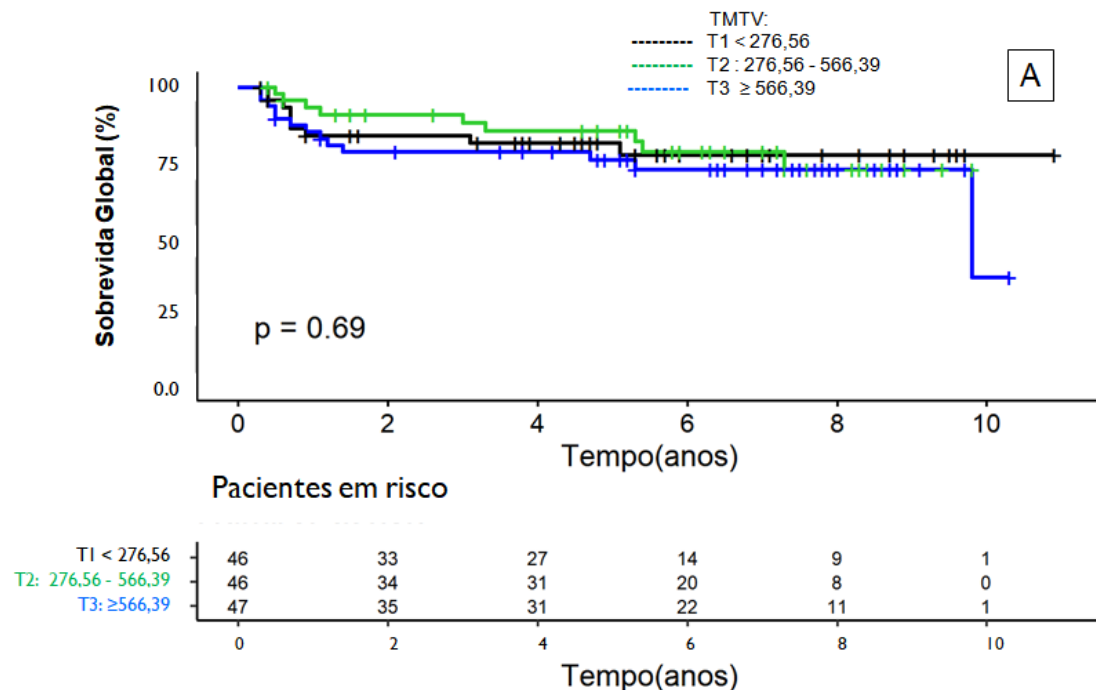 TMTV:
T1 < 276,56
T2 : 276,56 - 566,39
T3 ≥ 566,39
A
Sobrevida Global (%)
100
75
50
25
0.0
p = 0.69
0 2 4 6 8 10
Tempo(anos)
Pacientes em risco
T1 < 276,56 46 33 27 14 9 1
T2: 276,56 - 566,39 46 34 31 20 8 0
T3: ≥566,39 47 35 31 22 11 1
0 2 4 6 8 10
Tempo(anos)